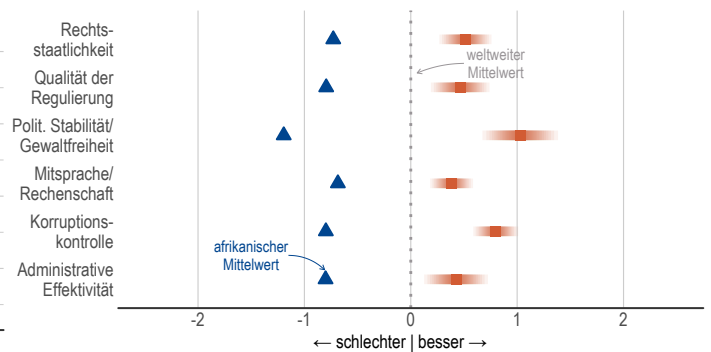 Rechts-
staatlichkeit
Qualität der
Regulierung
Polit. Stabilität/
Gewaltfreiheit
Mitsprache/
Rechenschaft
Korruptions-
kontrolle
Administrative
Effektivität
weltweiter
Mittelwert
afrikanischer
Mittelwert
-2 -1 0 1 2
← schlechter | besser →